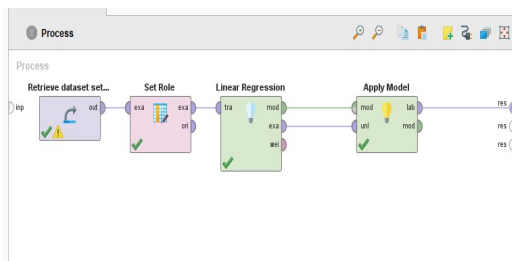 Process
Process
Retrieve dataset set...
Set Role
Linear Regression
Apply Model
inp
out
exa
exa
ori
tra
mod
exa
wei
mod
lab
unl
mod
res
res
res